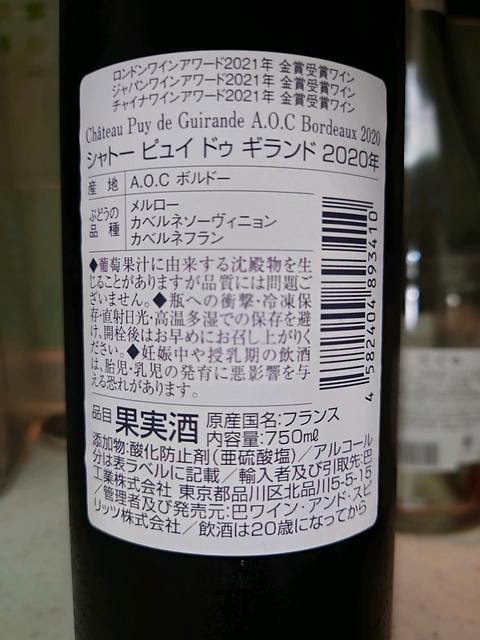 ロンドンワインアワード2021年 金賞受賞ワイン
ジャパンワインアワード2021年 金賞受賞ワイン
チャイナワインアワード2021年 金賞受賞ワイン
Château Puy de Guirande A.O.C Bordeaux 2020
シャトー ピュイ ドゥ ギランド 2020年
産地 A.O.C ボルドー
ぶどうの品種 メルロー
カベルネソーヴィニョン
カベルネフラン
◆葡萄果汁に由来する沈殿物を生
じることがありますが品質には問題ご
ざいません。◆瓶への衝撃・冷凍保
存・直射日光・高温多湿での保存を避
け、開栓後はお早めにお召し上がりく
ださい。◆妊娠中や授乳期の飲酒
は、胎児・乳児の発育に悪影響を与
える恐れがあります。
4 582404 893410
品目 果実酒 原産国名:フランス
内容量:750mℓ
添加物:酸化防止剤(亜硫酸塩)/アルコール
分は表ラベルに記載/輸入者及び引取先:巴
工業株式会社 東京都品川区北品川5-5-15
/管理者及び発売元:巴ワイン・アンド・スピ
リッツ株式会社/飲酒は20歳になってから